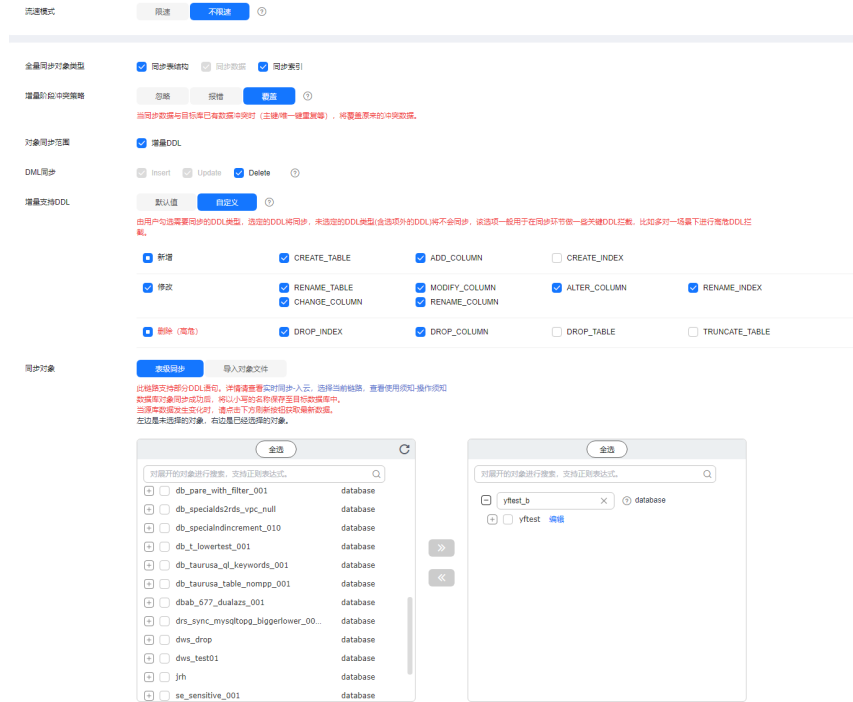 流速模式 限速 不限速
全量同步对象类型 同步表结构 同步数据 同步索引
增量阶段冲突策略 忽略 报错 覆盖
当同步数据与目标库已有数据冲突时（主键/唯一键重复等），将覆盖原来的冲突数据。
对象同步范围 增量DDL
DML同步 Insert Update Delete
增量支持DDL 默认值 自定义
由用户勾选需要同步的DDL类型，选定的DDL将同步，未选定的DDL类型(含选项外的DDL)将不会同步，该选项一般用于在同步环节做一些关键DDL拦截，比如多对一场景下进行高危DDL拦
截。
新增 CREATE_TABLE ADD_COLUMN CREATE_INDEX
修改 RENAME_TABLE MODIFY_COLUMN ALTER_COLUMN RENAME_INDEX
CHANGE_COLUMN RENAME_COLUMN
删除（高危） DROP_INDEX DROP_COLUMN DROP_TABLE TRUNCATE_TABLE
同步对象 表级同步 导入对象文件
此链路支持部分DDL语句。详情请查看实时同步-入云，选择当前链路，查看使用须知-操作须知
数据库对象同步成功后，将以小写的名称保存至目标数据库中。
当源库数据发生变化时，请点击下方刷新按钮获取最新数据。
左边是未选择的对象，右边是已经选择的对象。
全选 全选
对展开的对象进行搜索，支持正则表达式。 对展开的对象进行搜索，支持正则表达式。
db_pare_with_filter_001 database
yftest_b database
db_specialds2rds_vpc_null database
yftest 编辑
db_specialndincrement_010 database
db_t_lowertest_001 database
db_taurusa_ql_keywords_001 database
db_taurusa_table_nompp_001 database
dbab_677_dualazs_001 database
drs_sync_mysqltopg_biggerlower_00... database
dws_drop database
dws_test01 database
jrh database
se_sensitive_001 database